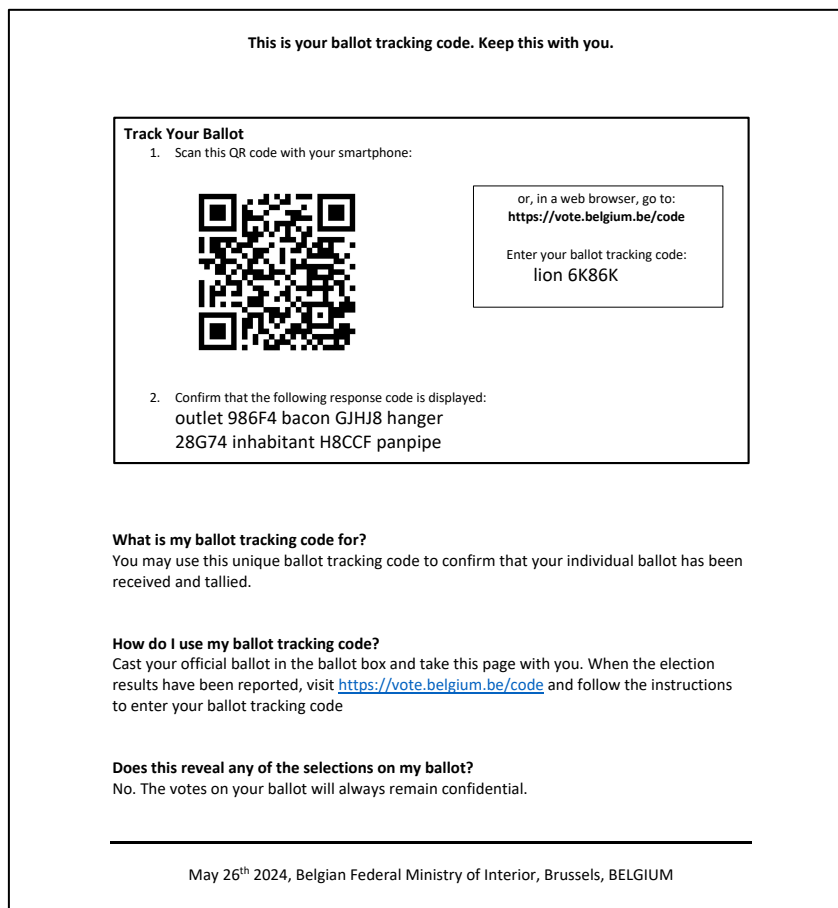 This is your ballot tracking code. Keep this with you.
Track Your Ballot
1. Scan this QR code with your smartphone:
or, in a web browser, go to:
https://vote.belgium.be/code
Enter your ballot tracking code:
lion 6K86K
2. Confirm that the following response code is displayed:
outlet 986F4 bacon GJHJ8 hanger
28G74 inhabitant H8CCF panpipe
What is my ballot tracking code for?
You may use this unique ballot tracking code to confirm that your individual ballot has been
received and tallied.
How do I use my ballot tracking code?
Cast your official ballot in the ballot box and take this page with you. When the election
results have been reported, visit https://vote.belgium.be/code and follow the instructions
to enter your ballot tracking code
Does this reveal any of the selections on my ballot?
No. The votes on your ballot will always remain confidential.
May 26th 2024, Belgian Federal Ministry of Interior, Brussels, BELGIUM